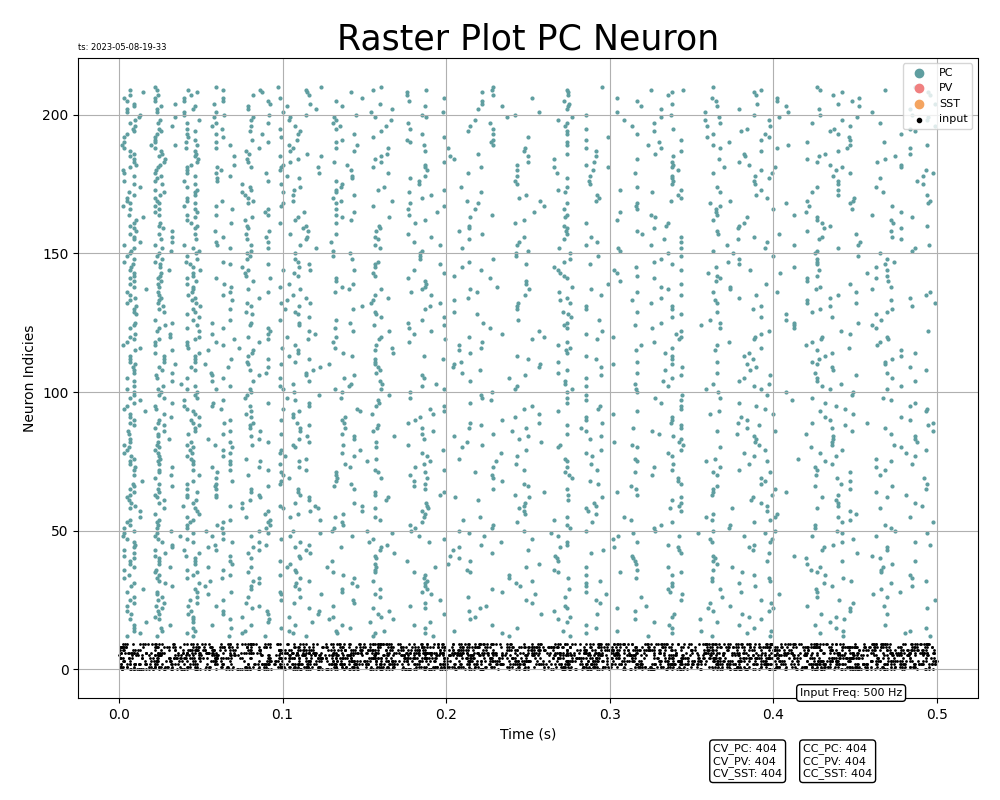 Raster Plot PC Neuron
ts: 2023-05-08-19-33
PC
PV
SST
input
200
150
100
50
0
Neuron Indicies
0.0 0.1 0.2 0.3 0.4 0.5
Time (s)
Input Freq: 500 Hz
CV_PC: 404
CV_PV: 404
CV_SST: 404
CC_PC: 404
CC_PV: 404
CC_SST: 404